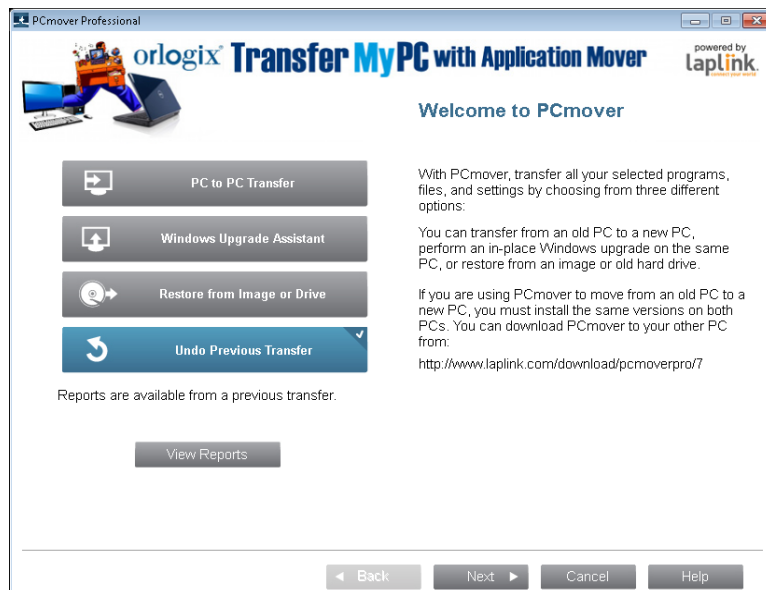 PCmover Professional
orlogix Transfer MyPC with Application Mover
powered by
laplink.
connect your world
Welcome to PCmover
PC to PC Transfer
Windows Upgrade Assistant
Restore from Image or Drive
Undo Previous Transfer
Reports are available from a previous transfer.
View Reports
With PCmover, transfer all your selected programs,
files, and settings by choosing from three different
options:
You can transfer from an old PC to a new PC,
perform an in-place Windows upgrade on the same
PC, or restore from an image or old hard drive.
If you are using PCmover to move from an old PC to a
new PC, you must install the same versions on both
PCs. You can download PCmover to your other PC
from:
http://www.laplink.com/download/pcmoverpro/7
Back
Next
Cancel
Help